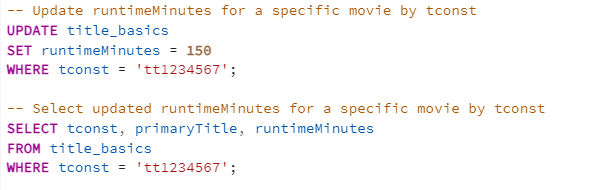 -- Update runtimeMinutes for a specific movie by tconst
UPDATE title_basics
SET runtimeMinutes = 150
WHERE tconst = 'tt1234567';
-- Select updated runtimeMinutes for a specific movie by tconst
SELECT tconst, primaryTitle, runtimeMinutes
FROM title_basics
WHERE tconst = 'tt1234567';